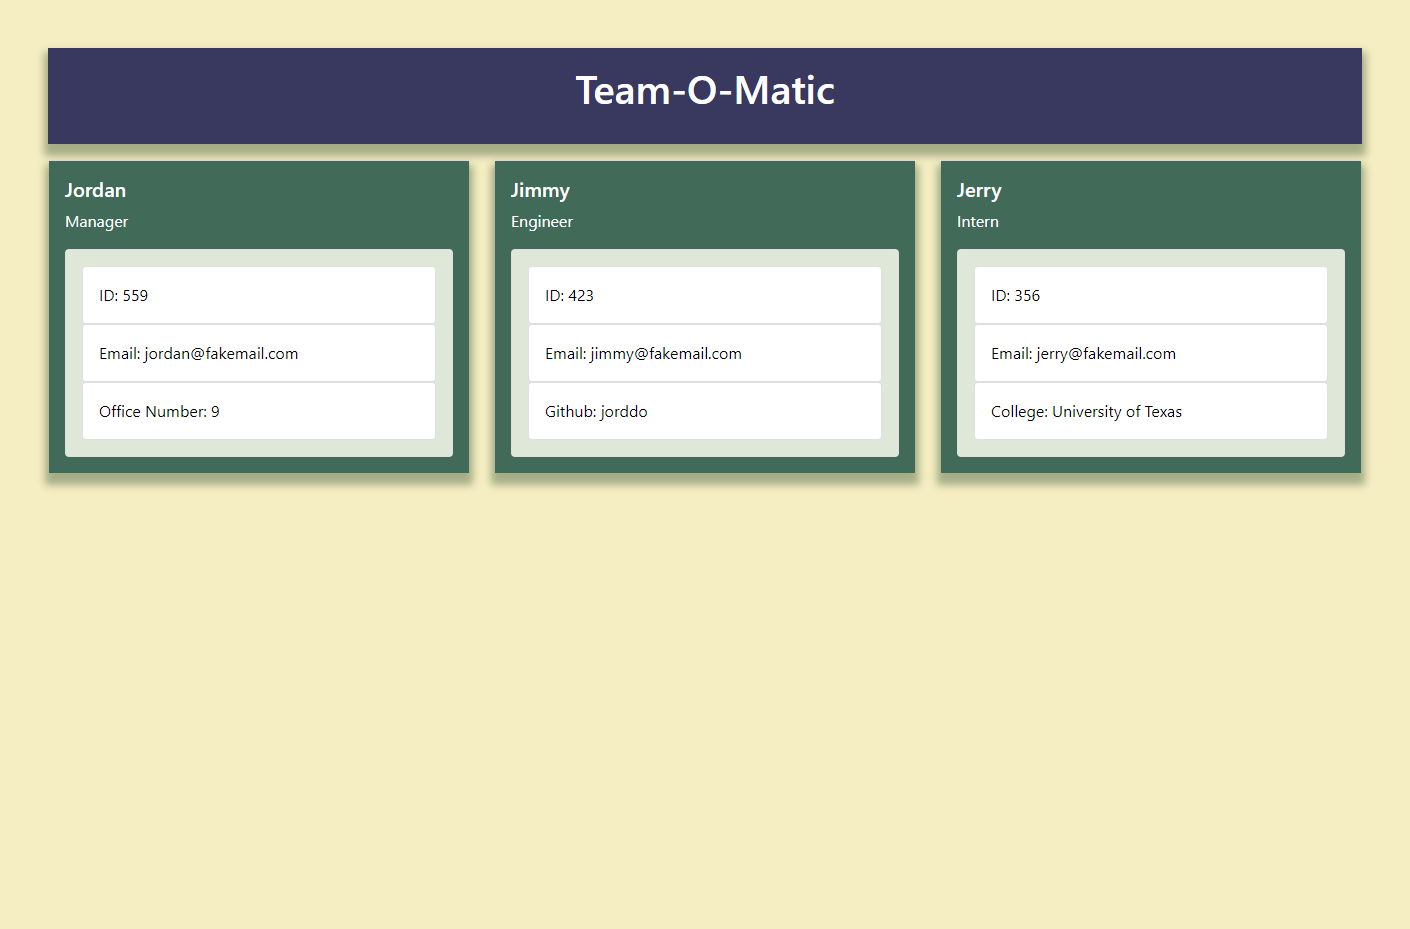 Team-O-Matic
Jordan
Manager
ID: 559
Email: jordan@fakemail.com
Office Number: 9
Jimmy
Engineer
ID: 423
Email: jimmy@fakemail.com
Github: jorddo
Jerry
Intern
ID: 356
Email: jerry@fakemail.com
College: University of Texas